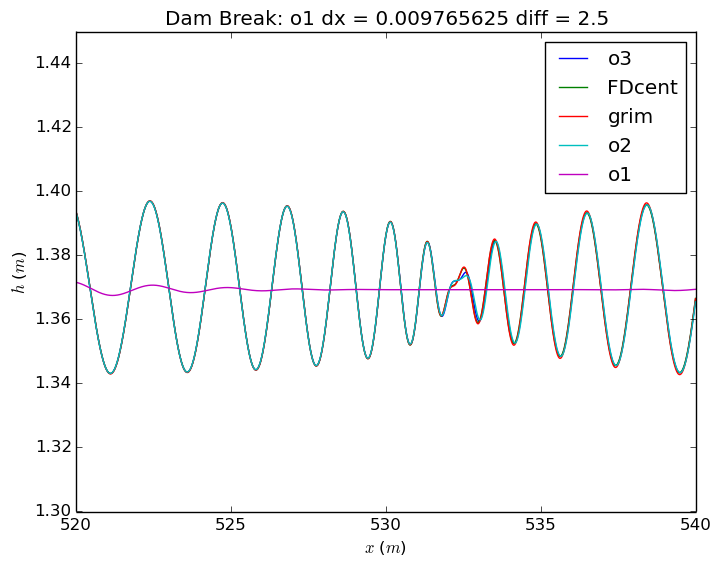 Dam Break: o1 dx = 0.009765625 diff = 2.5
1.44
1.42
1.40
1.38
1.36
1.34
1.32
1.30
h (m)
520
525
530
535
540
x (m)
o3
FDcent
grim
o2
o1